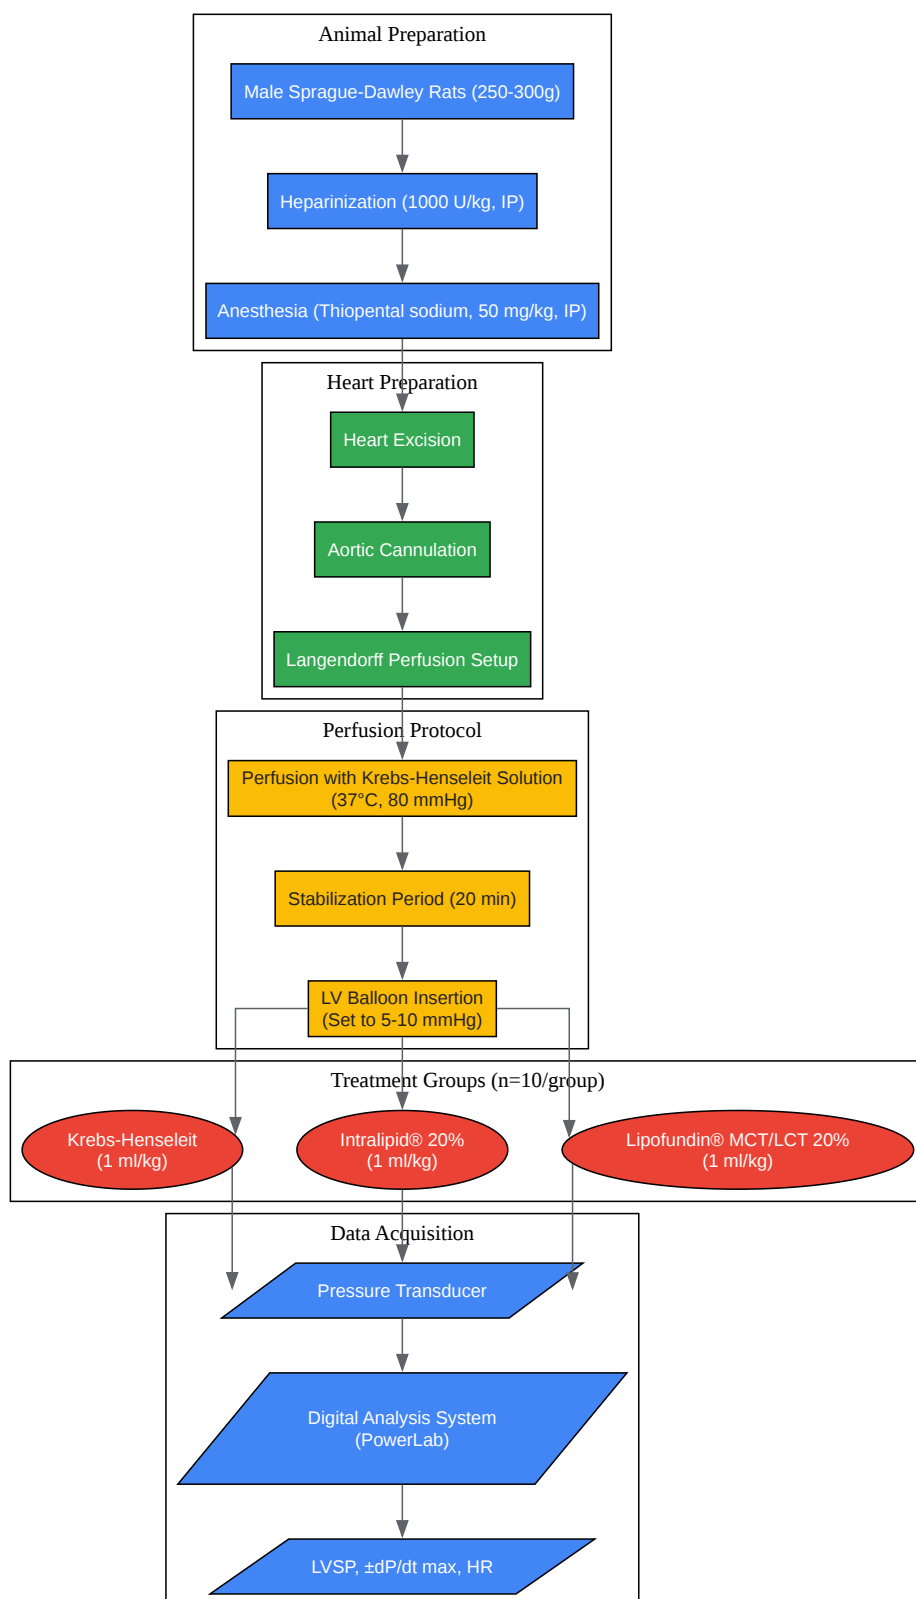 Animal Preparation
Male Sprague-Dawley Rats (250-300g)
Heparinization (1000 U/kg, IP)
Anesthesia (Thiopental sodium, 50 mg/kg, IP)
Heart Preparation
Heart Excision
Aortic Cannulation
Langendorff Perfusion Setup
Perfusion Protocol
Perfusion with Krebs-Henseleit Solution
(37°C, 80 mmHg)
Stabilization Period (20 min)
LV Balloon Insertion
(Set to 5-10 mmHg)
Treatment Groups (n=10/group)
Krebs-Henseleit
(1 ml/kg)
Intralipid® 20%
(1 ml/kg)
Lipofundin® MCT/LCT 20%
(1 ml/kg)
Data Acquisition
Pressure Transducer
Digital Analysis System
(PowerLab)
LVSP, ±dP/dt max, HR